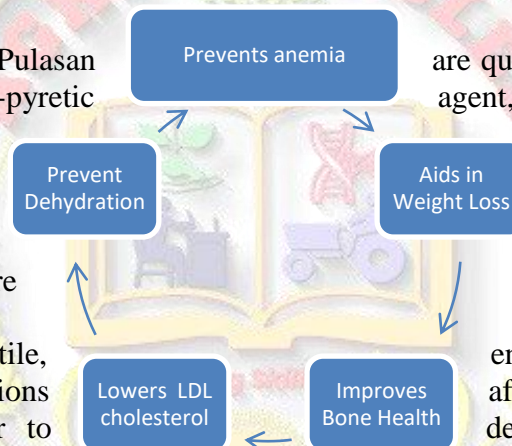 Prevents anemia
Pulasan
are qu
-pyretic
agent,
Prevent
Dehydration
Aids in
Weight Loss
re
tile,
en
ions
Lowers LDL
cholesterol
Improves
Bone Health
af
r to
de